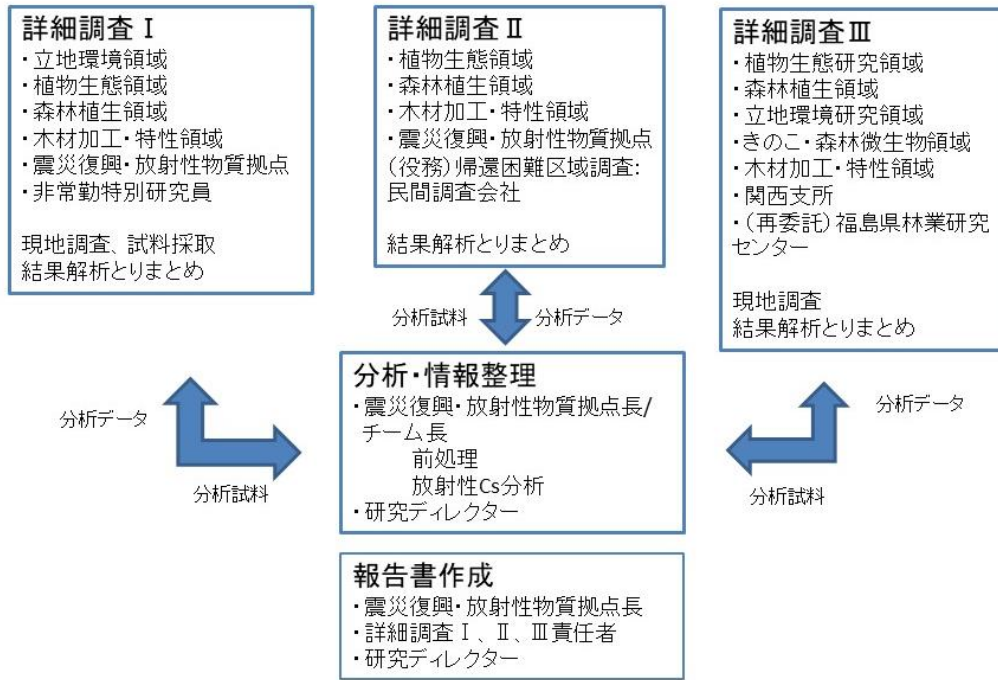 詳細調査Ⅰ
・立地環境領域
・植物生態領域
・森林植生領域
・木材加工・特性領域
・震災復興・放射性物質拠点
・非常勤特別研究員
現地調査、試料採取
結果解析とりまとめ
詳細調査Ⅱ
・植物生態領域
・森林植生領域
・木材加工・特性領域
・震災復興・放射性物質拠点
(役務)帰還困難区域調査:
民間調査会社
結果解析とりまとめ
詳細調査Ⅲ
・植物生態研究領域
・森林植生領域
・立地環境研究領域
・きのこ・森林微生物領域
・木材加工・特性領域
・関西支所
・(再委託)福島県林業研究
センター
現地調査
結果解析とりまとめ
分析試料
分析データ
分析データ
分析試料
分析・情報整理
・震災復興・放射性物質拠点長/
チーム長
前処理
放射性Cs分析
・研究ディレクター
分析データ
分析試料
報告書作成
・震災復興・放射性物質拠点長
・詳細調査Ⅰ、Ⅱ、Ⅲ責任者
・研究ディレクター